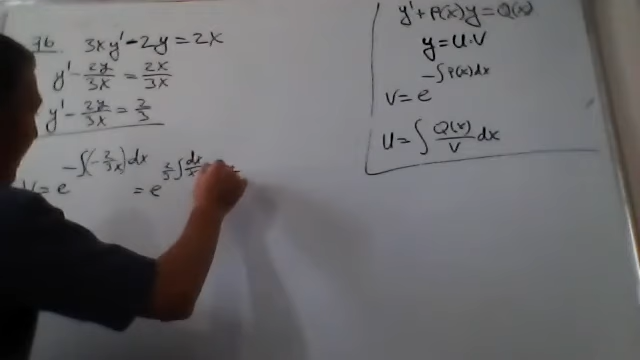 76 3xy' - 2y = 2x
y' - 2y/3x = 2x/3x
y' - 2y/3x = 2/3
V = e^(-∫(-2/3x)dx) = e^(2/3 ∫ dx/x)
y' + P(x)y = Q(x)
y = U·V
V = e^(-∫P(x)dx)
U = ∫ Q(x)/V dx